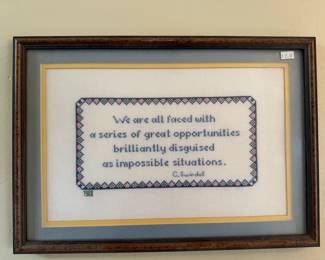 We are all faced with
a series of great opportunities
brilliantly disguised
as impossible situations.
C. Swindoll